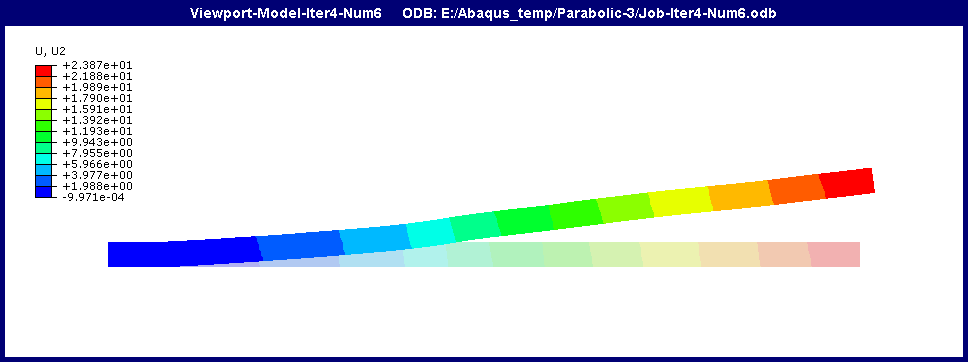 Viewport-Model-Iter4-Num6 ODB: E:/Abaqus_temp/Parabolic-3/Job-Iter4-Num6.odb
U, U2
+2.387e+01
+2.188e+01
+1.989e+01
+1.790e+01
+1.591e+01
+1.392e+01
+1.193e+01
+9.943e+00
+7.955e+00
+5.966e+00
+3.977e+00
+1.988e+00
-9.971e-04